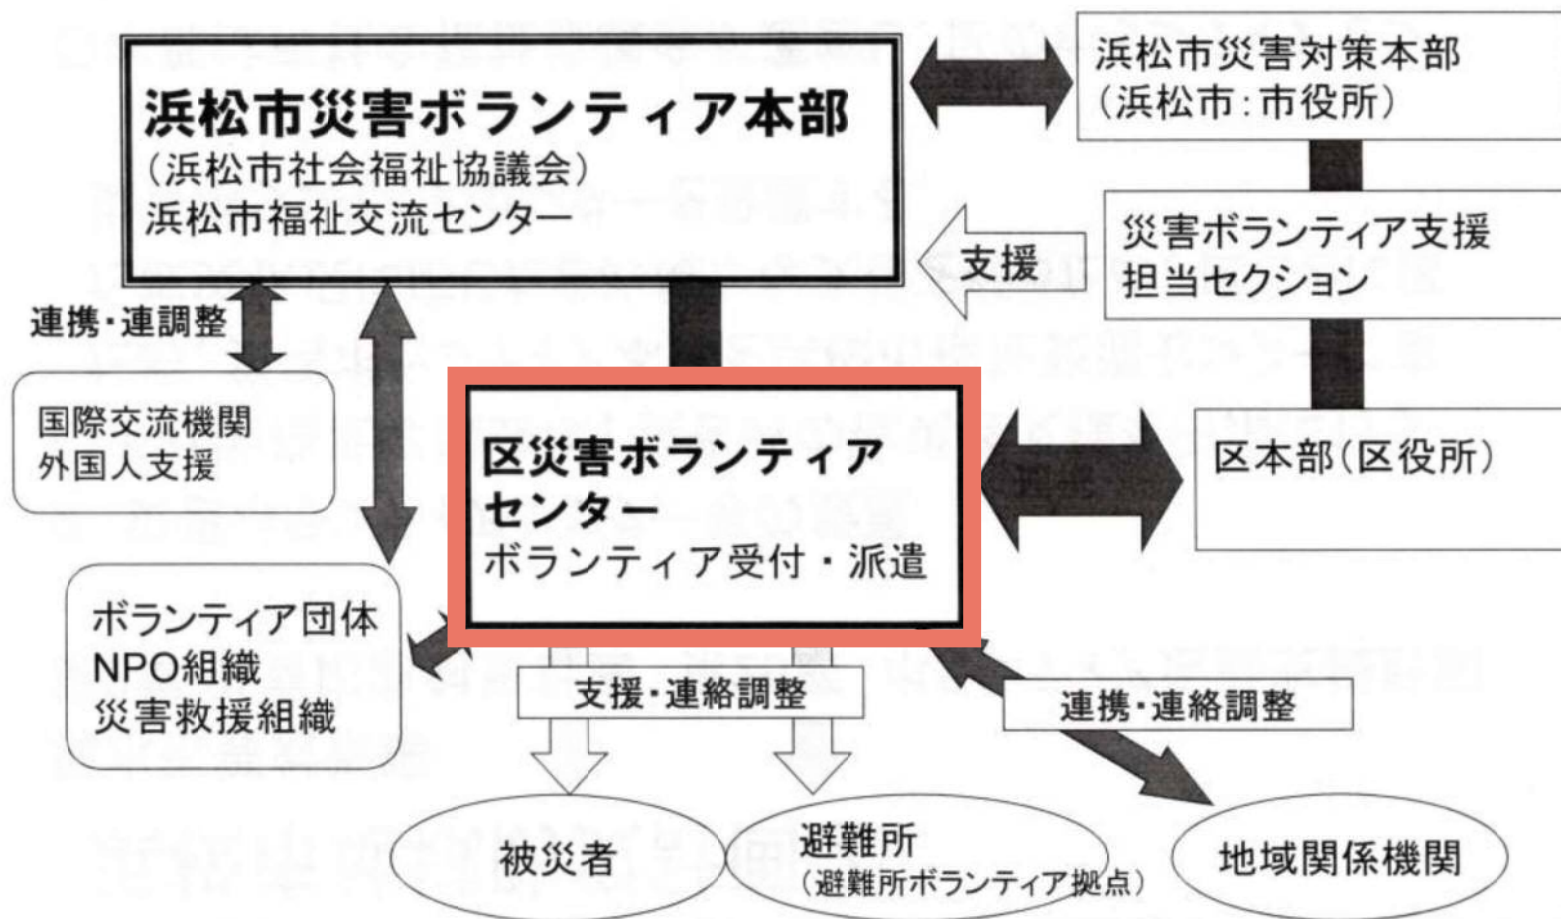 浜松市災害ボランティア本部
(浜松市社会福祉協議会)
浜松市福祉交流センター
浜松市災害対策本部
(浜松市:市役所)
支援
災害ボランティア支援
担当セクション
連携・連調整
国際交流機関
外国人支援
区災害ボランティア
センター
ボランティア受付・派遣
区本部(区役所)
ボランティア団体
NPO組織
災害救援組織
支援・連絡調整
連携・連絡調整
被災者
避難所
(避難所ボランティア拠点)
地域関係機関